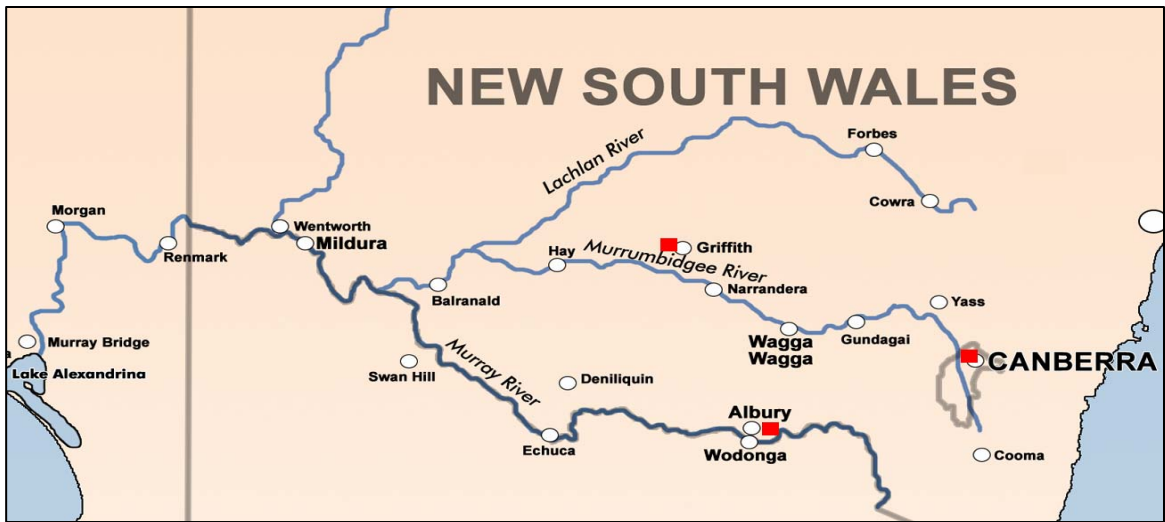 NEW SOUTH WALES
Forbes
Lachlan River
Cowra
Morgan
Wentworth
Mildura
Renmark
Hay
Murrumbidgee River
Griffith
Balranald
Narrandera
Yass
Murray Bridge
a
Lake Alexandrina
Wagga
Wagga
Gundagai
CANBERRA
Murray River
Swan Hill
Deniliquin
Albury
Echuca
Wodonga
Cooma